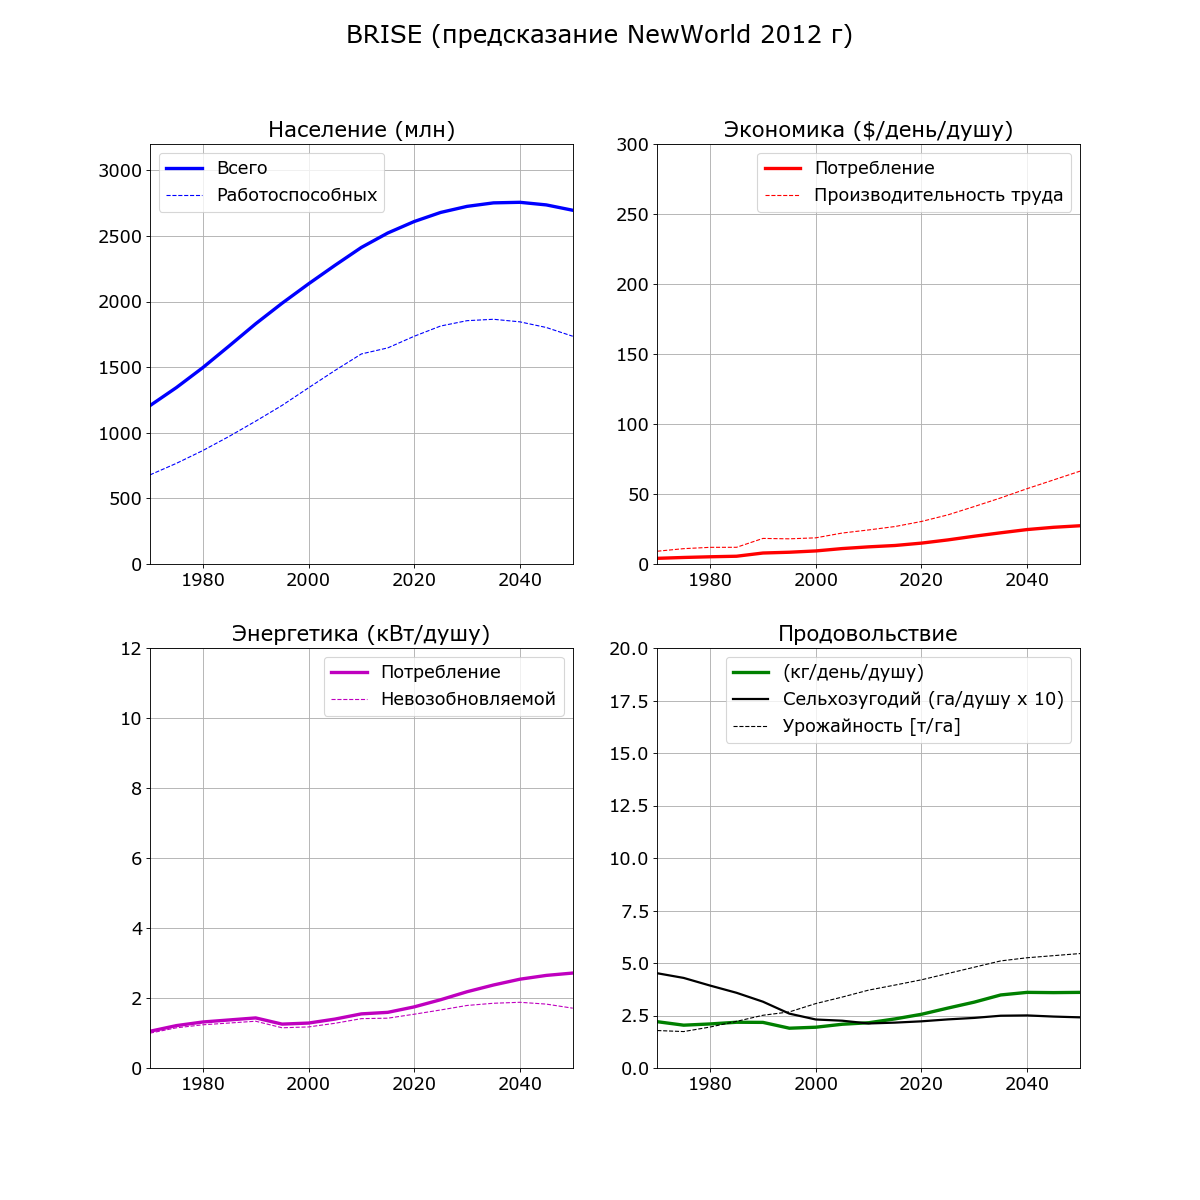 BRISE (предсказание NewWorld 2012 г)
Население (млн)
Всего
Работоспособных
3000
2500
2000
1500
1000
500
0
1980 2000 2020 2040
Экономика ($/день/душу)
Потребление
Производительность труда
300
250
200
150
100
50
0
1980 2000 2020 2040
Энергетика (кВт/душу)
Потребление
Невозобновляемой
12
10
8
6
4
2
0
1980 2000 2020 2040
Продовольствие
(кг/день/душу)
Сельхозугодий (га/душу x 10)
Урожайность [т/га]
20.0
17.5
15.0
12.5
10.0
7.5
5.0
2.5
0.0
1980 2000 2020 2040